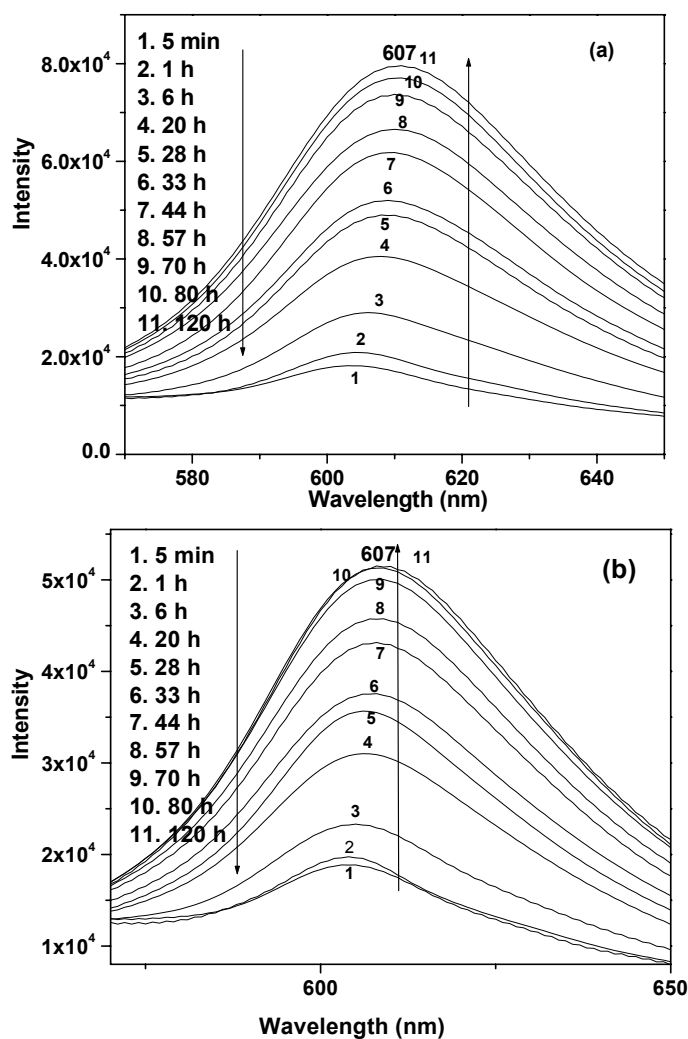 (a)
1. 5 min
2. 1 h
3. 6 h
4. 20 h
5. 28 h
6. 33 h
7. 44 h
8. 57 h
9. 70 h
10. 80 h
11. 120 h
607
11
10
9
8
7
6
5
4
3
2
1
8.0x10⁴
6.0x10⁴
4.0x10⁴
2.0x10⁴
0.0
Intensity
580 600 620 640
Wavelength (nm)
(b)
1. 5 min
2. 1 h
3. 6 h
4. 20 h
5. 28 h
6. 33 h
7. 44 h
8. 57 h
9. 70 h
10. 80 h
11. 120 h
607
11
10
9
8
7
6
5
4
3
2
1
5x10⁴
4x10⁴
3x10⁴
2x10⁴
1x10⁴
Intensity
600 650
Wavelength (nm)